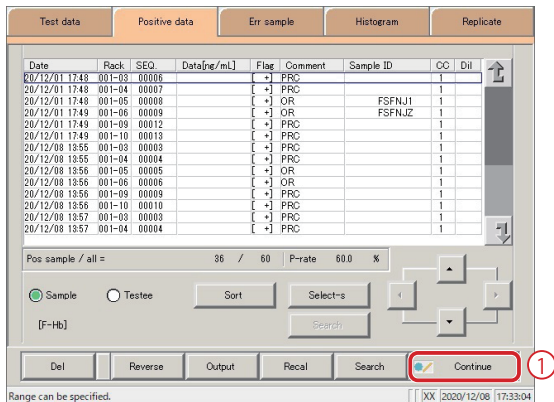 Test data Positive data Err sample Histogram Replicate
Date Rack SEQ. Data[ng/mL] Flag Comment Sample ID CC Dil
20/12/01 17:48 001-03 00006 [ +] PRC 1
20/12/01 17:48 001-04 00007 [ +] PRC 1
20/12/01 17:48 001-05 00008 [ +] OR FSFNJ1 1
20/12/01 17:49 001-06 00009 [ +] OR FSFNJZ 1
20/12/01 17:49 001-09 00012 [ +] PRC 1
20/12/01 17:49 001-10 00013 [ +] PRC 1
20/12/08 13:55 001-03 00003 [ +] PRC 1
20/12/08 13:55 001-04 00004 [ +] PRC 1
20/12/08 13:56 001-05 00005 [ +] OR 1
20/12/08 13:56 001-06 00006 [ +] OR 1
20/12/08 13:56 001-09 00009 [ +] PRC 1
20/12/08 13:56 001-10 00010 [ +] PRC 1
20/12/08 13:57 001-03 00003 [ +] PRC 1
20/12/08 13:57 001-04 00004 [ +] PRC 1
Pos sample / all = 36 / 60 P-rate 60.0 %
Sample Testee Sort Select-s
[F-Hb] Search
Del Reverse Output Recal Search Continue 1
Range can be specified. XX 2020/12/08 17:33:04